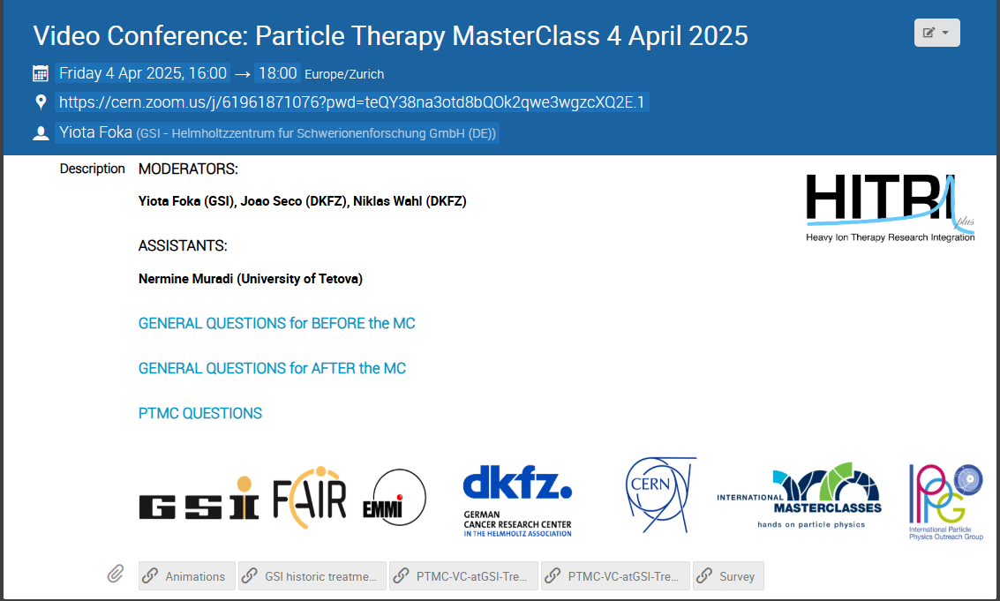 Video Conference: Particle Therapy MasterClass 4 April 2025
Friday 4 Apr 2025, 16:00 → 18:00 Europe/Zurich
https://cern.zoom.us/j/61961871076?pwd=teQY38na3otd8bQOk2qwe3wgzcXQ2E.1
Yiota Foka (GSI - Helmholtzzentrum fur Schwerionenforschung GmbH (DE))
Description MODERATORS:
Yiota Foka (GSI), Joao Seco (DKFZ), Niklas Wahl (DKFZ)
HITRI plus
Heavy Ion Therapy Research Integration
ASSISTANTS:
Nermine Muradi (University of Tetova)
GENERAL QUESTIONS for BEFORE the MC
GENERAL QUESTIONS for AFTER the MC
PTMC QUESTIONS
GSI
FAIR
EMMI
dkfz.
GERMAN
CANCER RESEARCH CENTER
IN THE HELMHOLTZ ASSOCIATION
CERN
INTERNATIONAL
MASTERCLASSES
hands on particle physics
IPPOG
International Particle
Physics Outreach Group
Animations
GSI historic treatme...
PTMC-VC-atGSI-Tre...
PTMC-VC-atGSI-Tre...
Survey